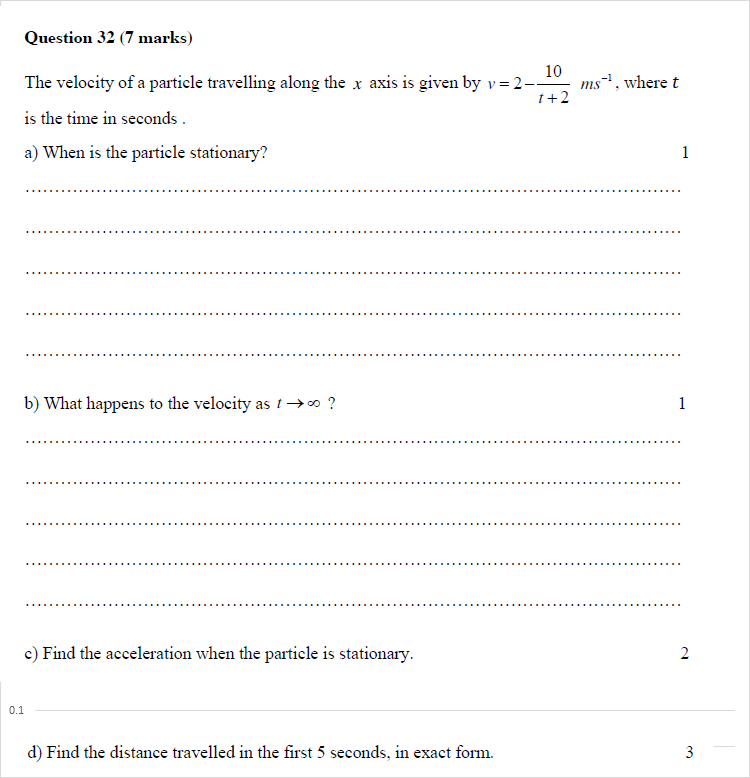 Question 32 (7 marks)
The velocity of a particle travelling along the x axis is given by v = 2 − 10/(t + 2) ms⁻¹, where t
is the time in seconds .
a) When is the particle stationary? 1
b) What happens to the velocity as t → ∞ ? 1
c) Find the acceleration when the particle is stationary. 2
0.1
d) Find the distance travelled in the first 5 seconds, in exact form. 3